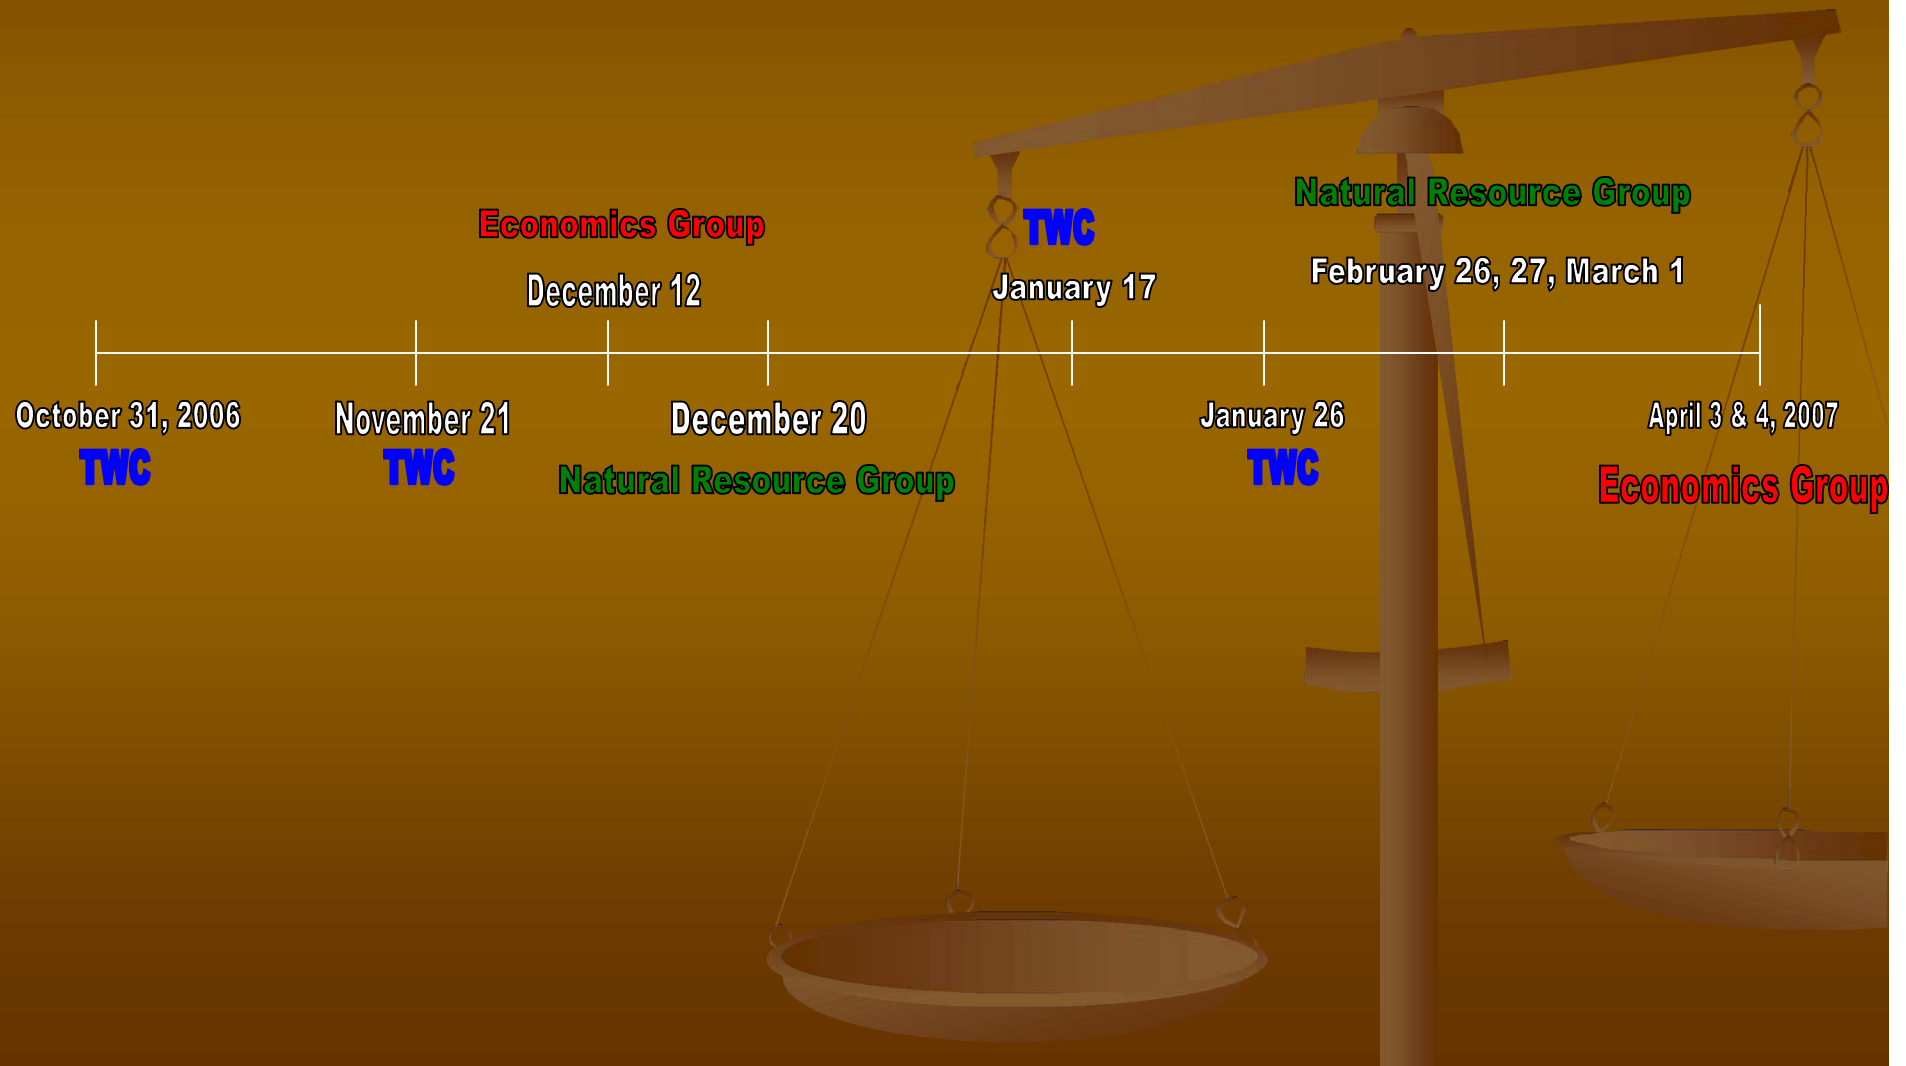 Natural Resource Group
Economics Group
TWC
December 12
January 17
February 26, 27, March 1
October 31, 2006
TWC
November 21
TWC
December 20
Natural Resource Group
January 26
TWC
April 3 & 4, 2007
Economics Group